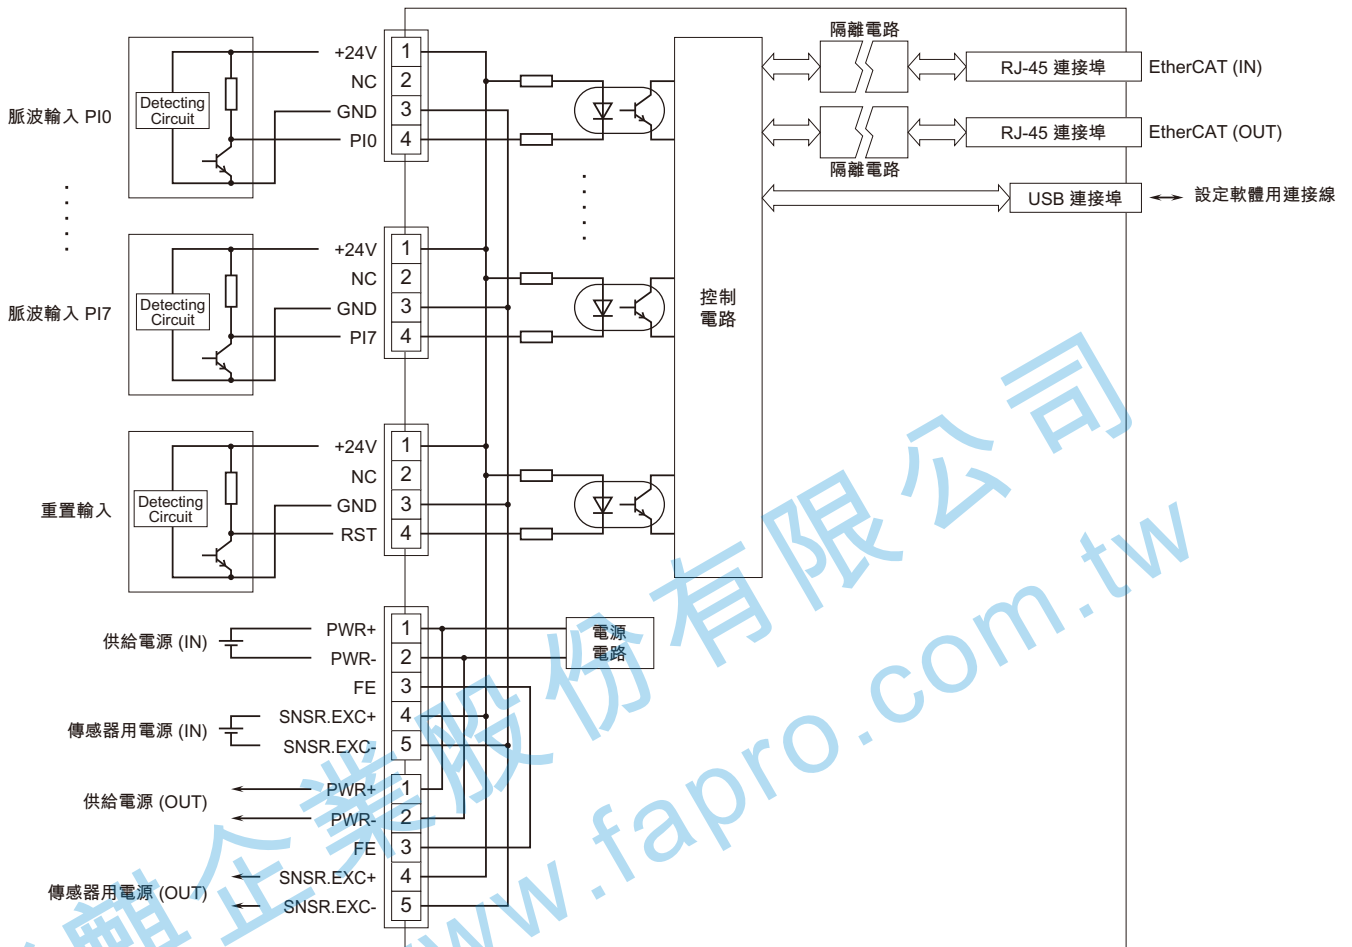 隔離電路
RJ-45 連接埠
EtherCAT (IN)
RJ-45 連接埠
EtherCAT (OUT)
隔離電路
USB 連接埠
設定軟體用連接線
控制
電路
脈波輸入 PI0
Detecting
Circuit
+24V
NC
GND
PI0
1
2
3
4
脈波輸入 PI7
Detecting
Circuit
+24V
NC
GND
PI7
1
2
3
4
重置輸入
Detecting
Circuit
+24V
NC
GND
RST
1
2
3
4
供給電源 (IN)
PWR+
PWR-
FE
傳感器用電源 (IN)
SNSR.EXC+
SNSR.EXC-
1
2
3
4
5
電源
電路
供給電源 (OUT)
PWR+
PWR-
FE
傳感器用電源 (OUT)
SNSR.EXC+
SNSR.EXC-
1
2
3
4
5
企業股份有限公司
www.fapro.com.tw